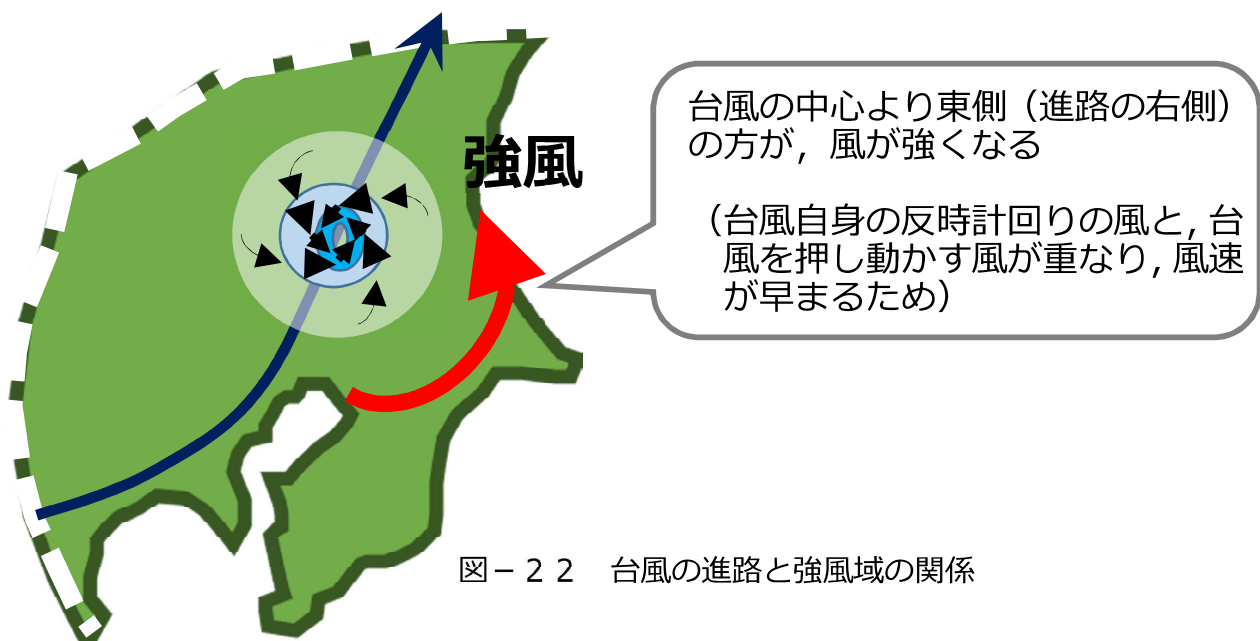 強風
台風の中心より東側（進路の右側）
の方が，風が強くなる
（台風自身の反時計回りの風と，台
風を押し動かす風が重なり，風速
が早まるため）
図－２２　台風の進路と強風域の関係